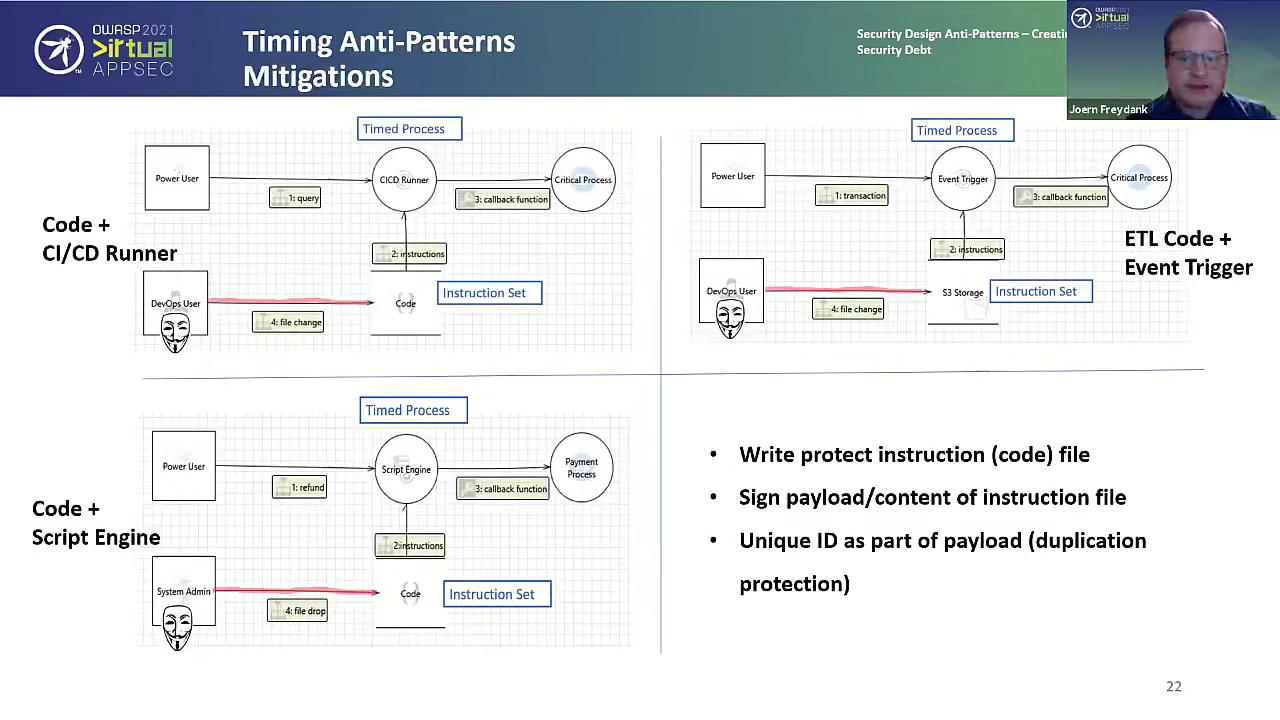 OWASP 2021
Virtual
APPSEC
TM
Timing Anti-Patterns
Mitigations
Security Design Anti-Patterns – Creatin
Security Debt
OWASP 2021
Virtual
APPSEC
Joern Freydank
Code +
CI/CD Runner
Timed Process
Power User
1: query
CICD Runner
3: callback function
Critical Process
2: instructions
DevOps User
4: file change
Code
{ }
Instruction Set
Timed Process
Power User
1: transaction
Event Trigger
3: callback function
Critical Process
2: instructions
DevOps User
4: file change
S3 Storage
Instruction Set
ETL Code +
Event Trigger
Code +
Script Engine
Timed Process
Power User
1: refund
Script Engine
3: callback function
Payment
Process
2:instructions
System Admin
4: file drop
Code
{ }
Instruction Set
• Write protect instruction (code) file
• Sign payload/content of instruction file
• Unique ID as part of payload (duplication
protection)
22